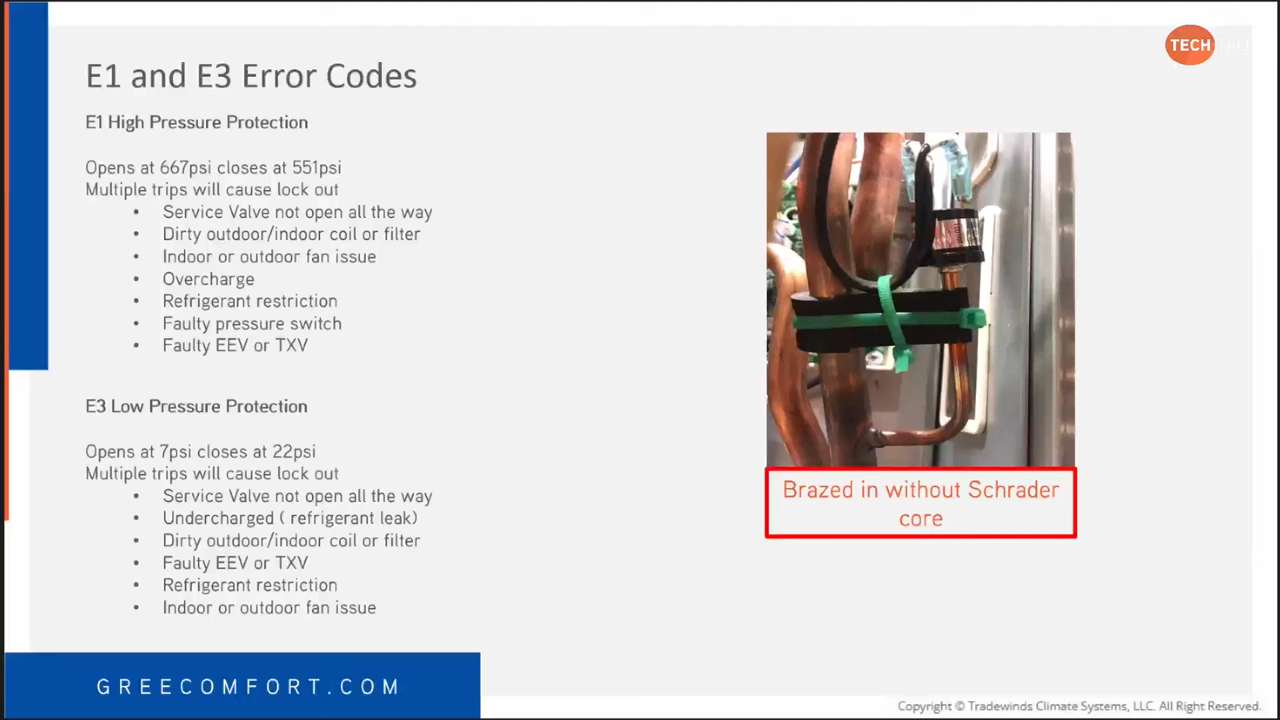 TECH
E1 and E3 Error Codes
E1 High Pressure Protection
Opens at 667psi closes at 551psi
Multiple trips will cause lock out
• Service Valve not open all the way
• Dirty outdoor/indoor coil or filter
• Indoor or outdoor fan issue
• Overcharge
• Refrigerant restriction
• Faulty pressure switch
• Faulty EEV or TXV
E3 Low Pressure Protection
Opens at 7psi closes at 22psi
Multiple trips will cause lock out
• Service Valve not open all the way
• Undercharged ( refrigerant leak)
• Dirty outdoor/indoor coil or filter
• Faulty EEV or TXV
• Refrigerant restriction
• Indoor or outdoor fan issue
Brazed in without Schrader
core
GREECOMFORT.COM
Copyright © Tradewinds Climate Systems, LLC. All Right Reserved.